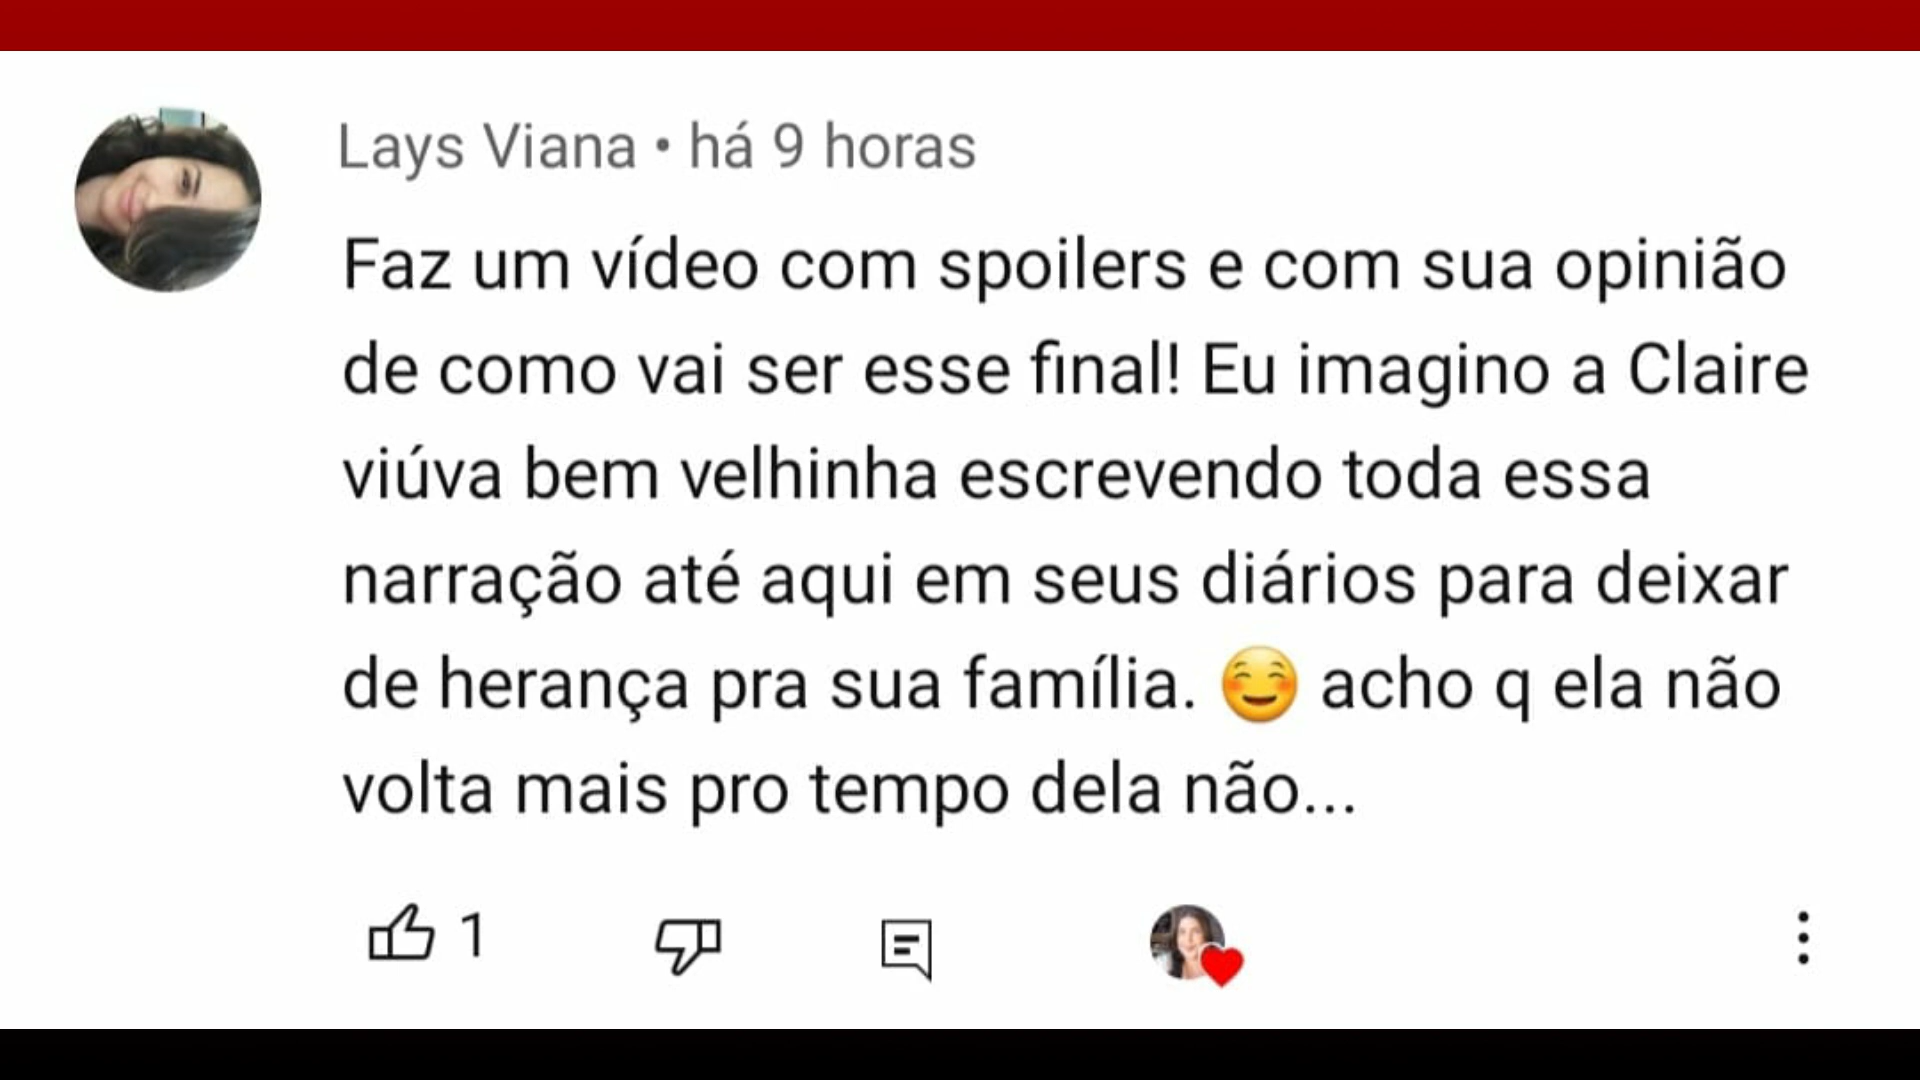 Lays Viana • há 9 horas
Faz um vídeo com spoilers e com sua opinião
de como vai ser esse final! Eu imagino a Claire
viúva bem velhinha escrevendo toda essa
narração até aqui em seus diários para deixar
de herança pra sua família. 😊 acho q ela não
volta mais pro tempo dela não...
1